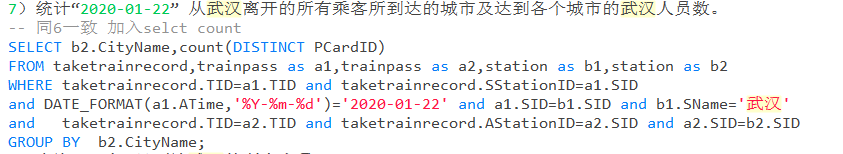 7）统计“2020-01-22” 从武汉离开的所有乘客所到达的城市及达到各个城市的武汉人员数。
-- 同6一致 加入selct count
SELECT b2.CityName,count(DISTINCT PCardID)
FROM taketrainrecord,trainpass as a1,trainpass as a2,station as b1,station as b2
WHERE taketrainrecord.TID=a1.TID and taketrainrecord.SStationID=a1.SID
and DATE_FORMAT(a1.ATime,'%Y-%m-%d')='2020-01-22' and a1.SID=b1.SID and b1.SName='武汉'
and   taketrainrecord.TID=a2.TID and taketrainrecord.AStationID=a2.SID and a2.SID=b2.SID
GROUP BY  b2.CityName;